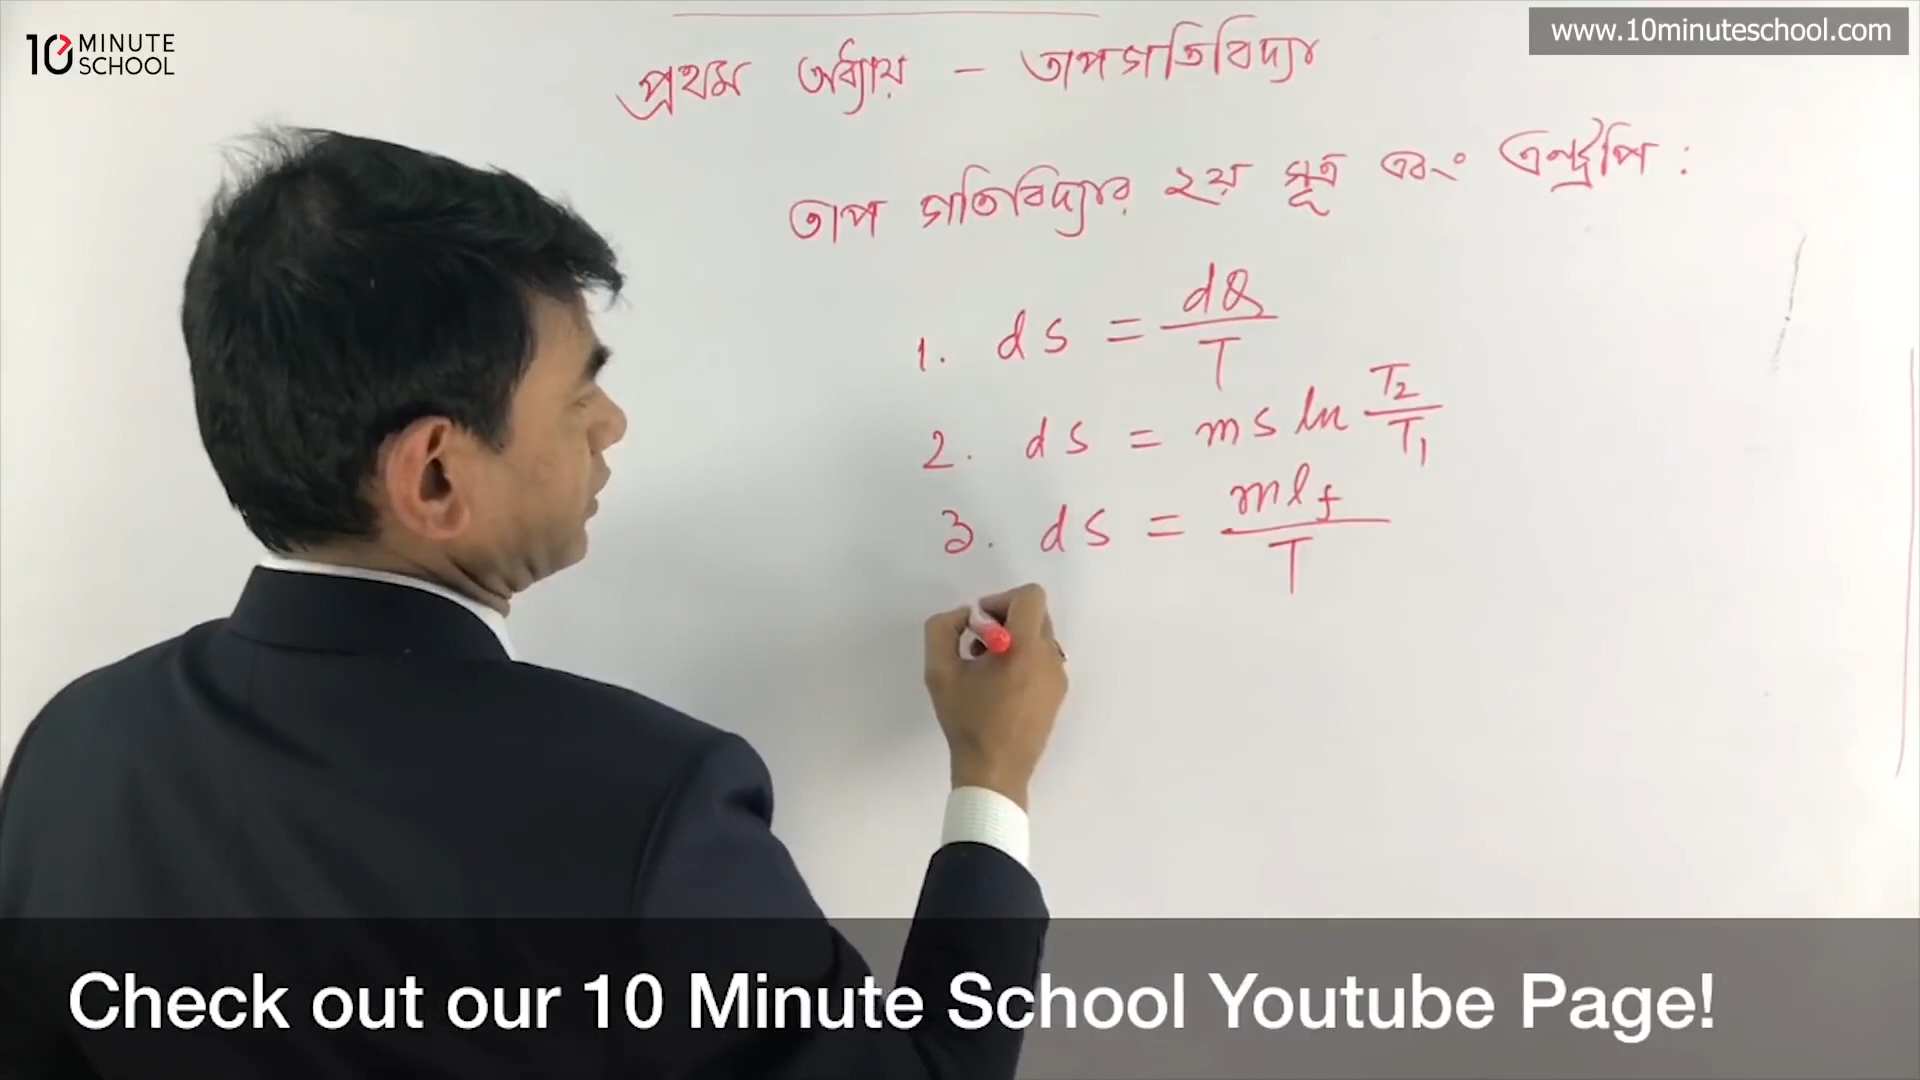 10 MINUTE SCHOOL
www.10minuteschool.com
প্রথম অধ্যায় - তাপগতিবিদ্যা
তাপ গতিবিদ্যার ২য় সূত্র এবং এনট্রপি :
1. ds = dQ/T
2. ds = ms ln T₂/T₁
3. ds = mlf/T
Check out our 10 Minute School Youtube Page!